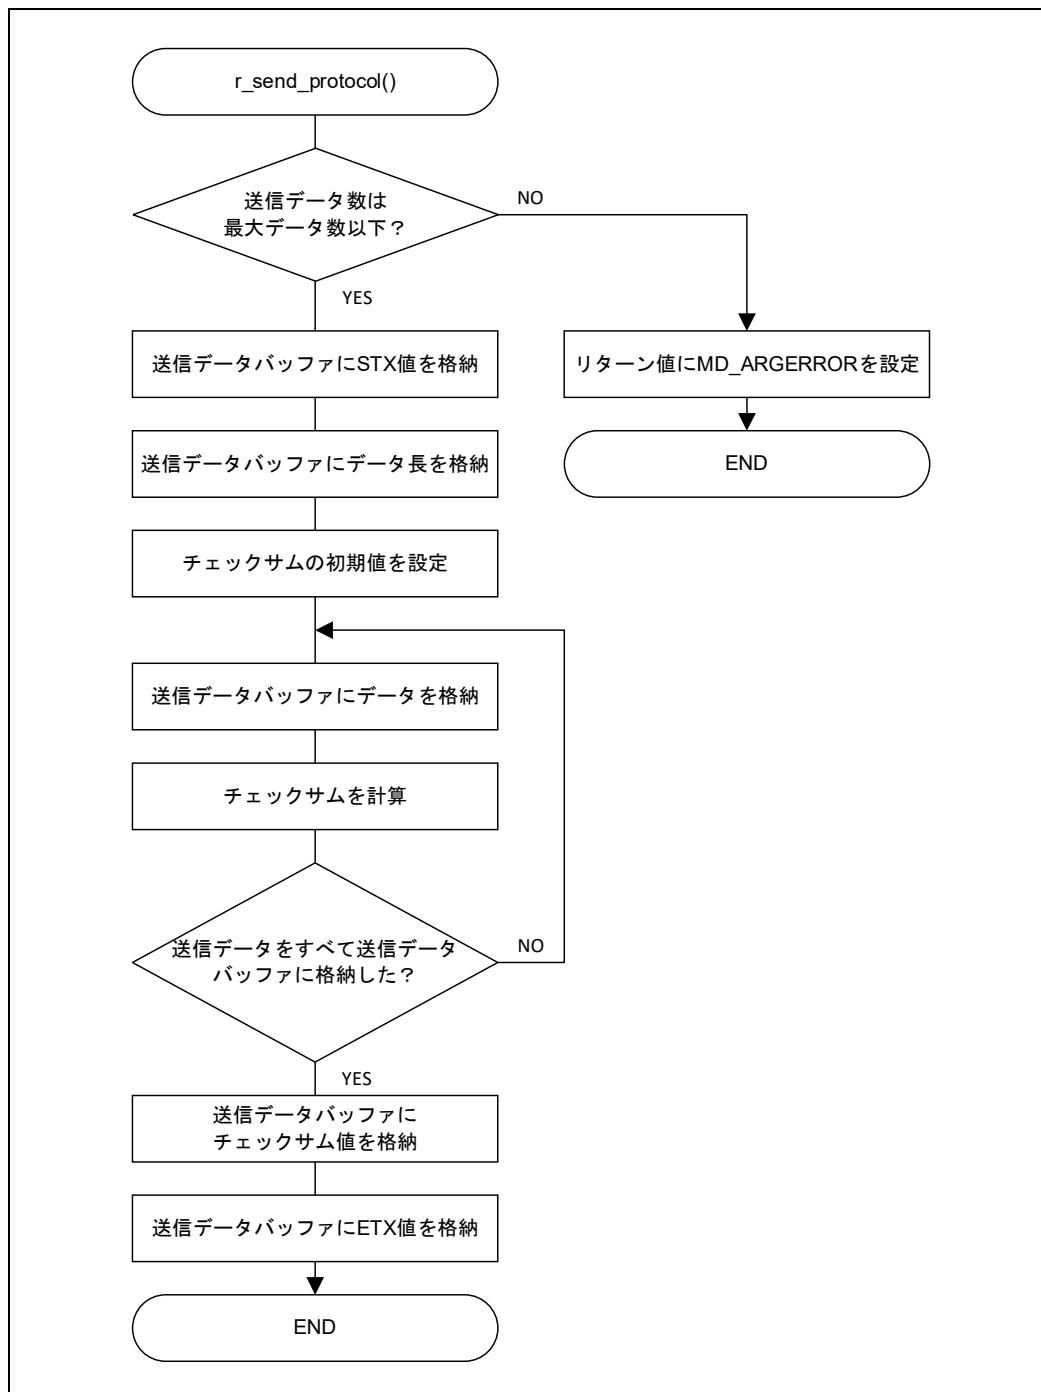 r_send_protocol()
送信データ数は
最大データ数以下？
NO
YES
送信データバッファにSTX値を格納
リターン値にMD_ARGERRORを設定
送信データバッファにデータ長を格納
END
チェックサムの初期値を設定
送信データバッファにデータを格納
チェックサムを計算
送信データをすべて送信データ
バッファに格納した？
NO
YES
送信データバッファに
チェックサム値を格納
送信データバッファにETX値を格納
END